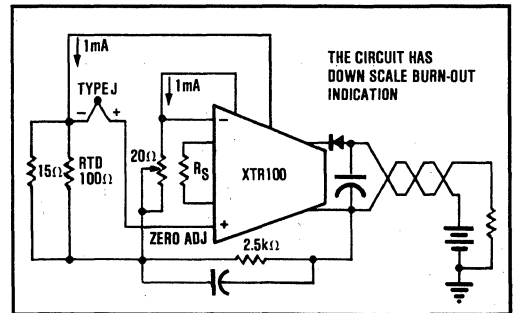 1mA
THE CIRCUIT HAS
DOWN SCALE BURN-OUT
INDICATION
TYPE J
1mA
−
+
−
15Ω
RTD
100Ω
20Ω
RS
XTR100
+
ZERO ADJ
2.5kΩ